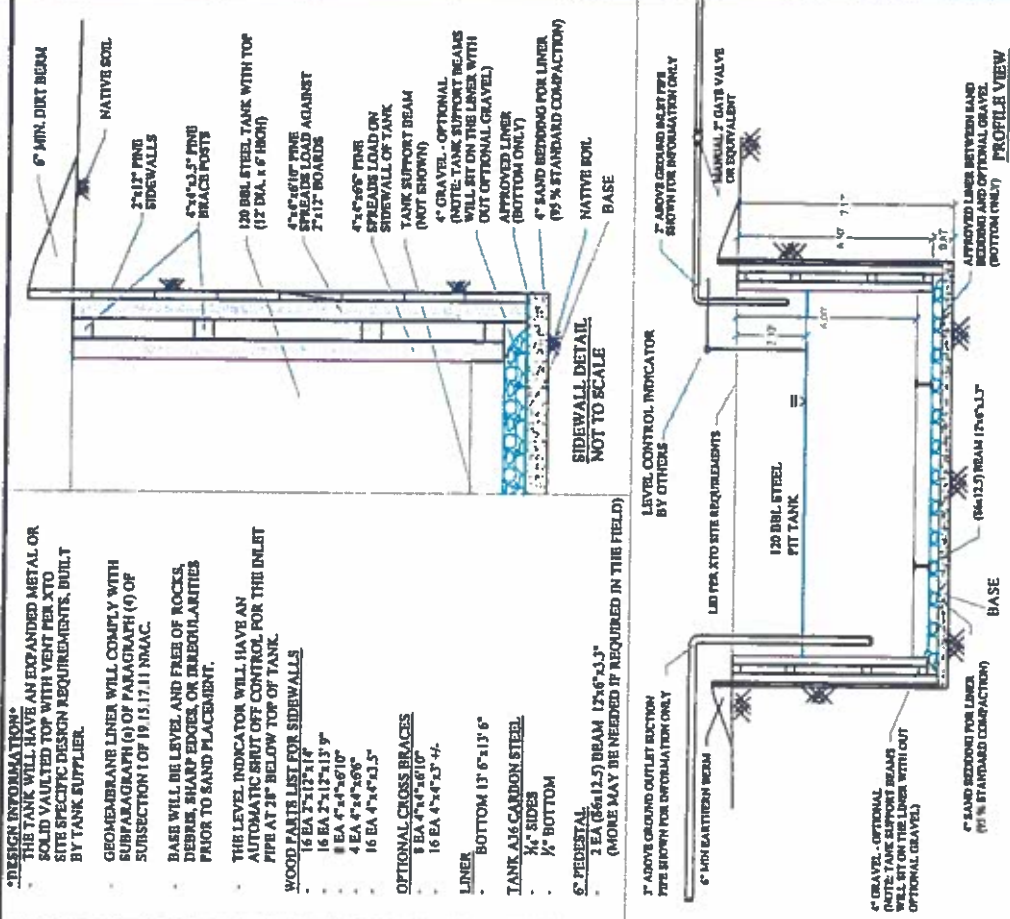 *DESIGN INFORMATION*
- THE TANK WILL HAVE AN EXPANDED METAL OR
SOLID VAULTED TOP WITH VENT PER XTO
SITE SPECIFIC DESIGN REQUIREMENTS, BUILT
BY TANK SUPPLIER.
- GEOMEMBRANE LINER WILL COMPLY WITH
SUBPARAGRAPH (a) OF PARAGRAPH (4) OF
SUBSECTION I OF 19.15.17.11 NMAC.
- BASE WILL BE LEVEL AND FREE OF ROCKS,
DEBRIS, SHARP EDGES, OR IRREGULARITIES
PRIOR TO SAND PLACEMENT.
- THE LEVEL INDICATOR WILL HAVE AN
AUTOMATIC SHUT OFF CONTROL FOR THE INLET
PIPE AT 28" BELOW TOP OF TANK.
WOOD PARTS LIST FOR SIDEWALLS
- 16 EA 2"x12"x14'
- 16 EA 2"x12"x13' 9"
- 8 EA 4"x4"x6'10"
- 4 EA 4"x4"x6'6"
- 16 EA 4"x4"x3.5"
OPTIONAL CROSS BRACES
- 8 EA 4"x4"x6'10"
- 16 EA 4"x4"x3' +/-
LINER
- BOTTOM 13' 6"x13' 6"
TANK A36 CARBON STEEL
- SIDES
- ¼" BOTTOM
6" PEDESTAL
- 2 EA (S6x12.5) BEAM 12'x6"x3.3"
(MORE MAY BE NEEDED IF REQUIRED IN THE FIELD)
6" MIN. DIRT BERM
NATIVE SOIL
2"x12" PINE
SIDEWALLS
4"x4"x3.5" PINE
BRACE POSTS
120 BBL STEEL TANK WITH TOP
(12' DIA. x 6' HIGH)
4"x4"x6'10" PINE
SPREADS LOAD AGAINST
2"x12" BOARDS
4"x4"x6'6" PINE
SPREADS LOAD ON
SIDEWALL OF TANK
TANK SUPPORT BEAM
(NOT SHOWN)
4" GRAVEL - OPTIONAL
(NOTE: TANK SUPPORT BEAMS
WILL SIT ON THE LINER WITH
OUT OPTIONAL GRAVEL)
APPROVED LINER
(BOTTOM ONLY)
4" SAND BEDDING FOR LINER
(95 % STANDARD COMPACTION)
NATIVE SOIL
BASE
SIDEWALL DETAIL
NOT TO SCALE
3" ABOVE GROUND OUTLET SUCTION
PIPE SHOWN FOR INFORMATION ONLY
6" MIN EARTHERN BERM
LID PER XTO SITE REQUIREMENTS
LEVEL CONTROL INDICATOR
BY OTHERS
2" ABOVE GROUND INLET PIPE
SHOWN FOR INFORMATION ONLY
MANUAL 2" GATE VALVE
OR EQUIVALENT
120 BBL STEEL
PIT TANK
4" GRAVEL - OPTIONAL
(NOTE: TANK SUPPORT BEAMS
WILL SIT ON THE LINER WITH OUT
OPTIONAL GRAVEL)
4" SAND BEDDING FOR LINER
(95 % STANDARD COMPACTION)
BASE
(S6x12.5) BEAM 12'x6"x3.3"
APPROVED LINER BETWEEN SAND
BEDDING AND OPTIONAL GRAVEL
(BOTTOM ONLY)
PROFILE VIEW